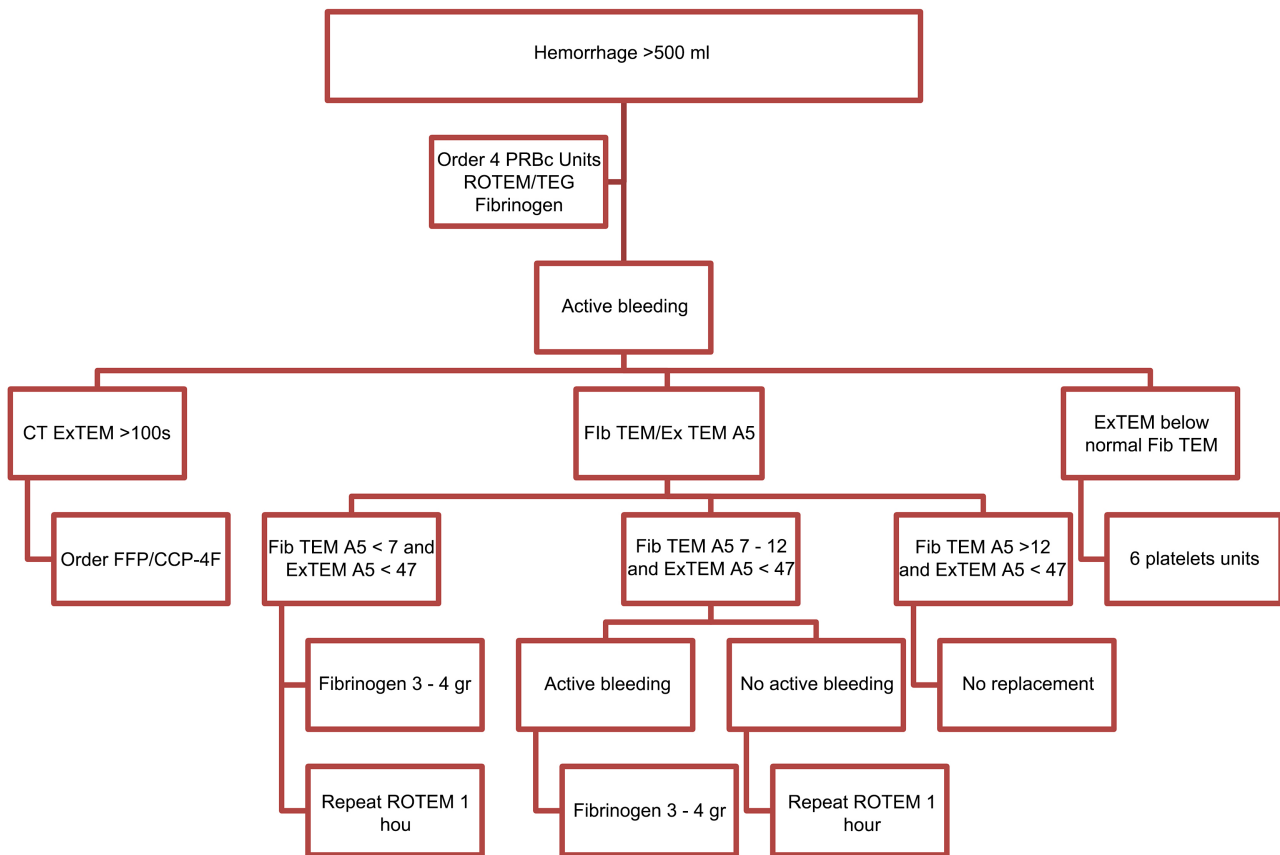 Hemorrhage >500 ml
Order 4 PRBc Units
ROTEM/TEG
Fibrinogen
Active bleeding
CT ExTEM >100s
FIb TEM/Ex TEM A5
ExTEM below
normal Fib TEM
Order FFP/CCP-4F
Fib TEM A5 < 7 and
ExTEM A5 < 47
Fib TEM A5 7 - 12
and ExTEM A5 < 47
Fib TEM A5 >12
and ExTEM A5 < 47
6 platelets units
Fibrinogen 3 - 4 gr
Active bleeding
No active bleeding
No replacement
Repeat ROTEM 1
hou
Fibrinogen 3 - 4 gr
Repeat ROTEM 1
hour